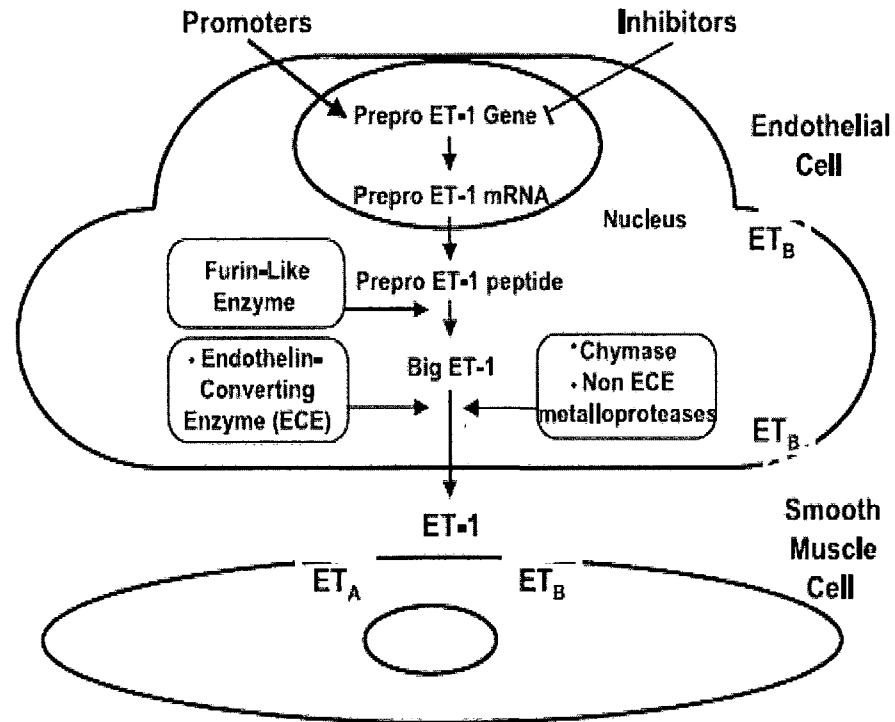 Promoters
Inhibitors
Prepro ET-1 Gene
Endothelial
Cell
Prepro ET-1 mRNA
Nucleus
ET_B
Furin-Like
Enzyme
Prepro ET-1 peptide
Big ET-1
• Endothelin-
Converting
Enzyme (ECE)
• Chymase
• Non ECE
metalloproteases
ET_B
ET-1
Smooth
Muscle
Cell
ET_A
ET_B